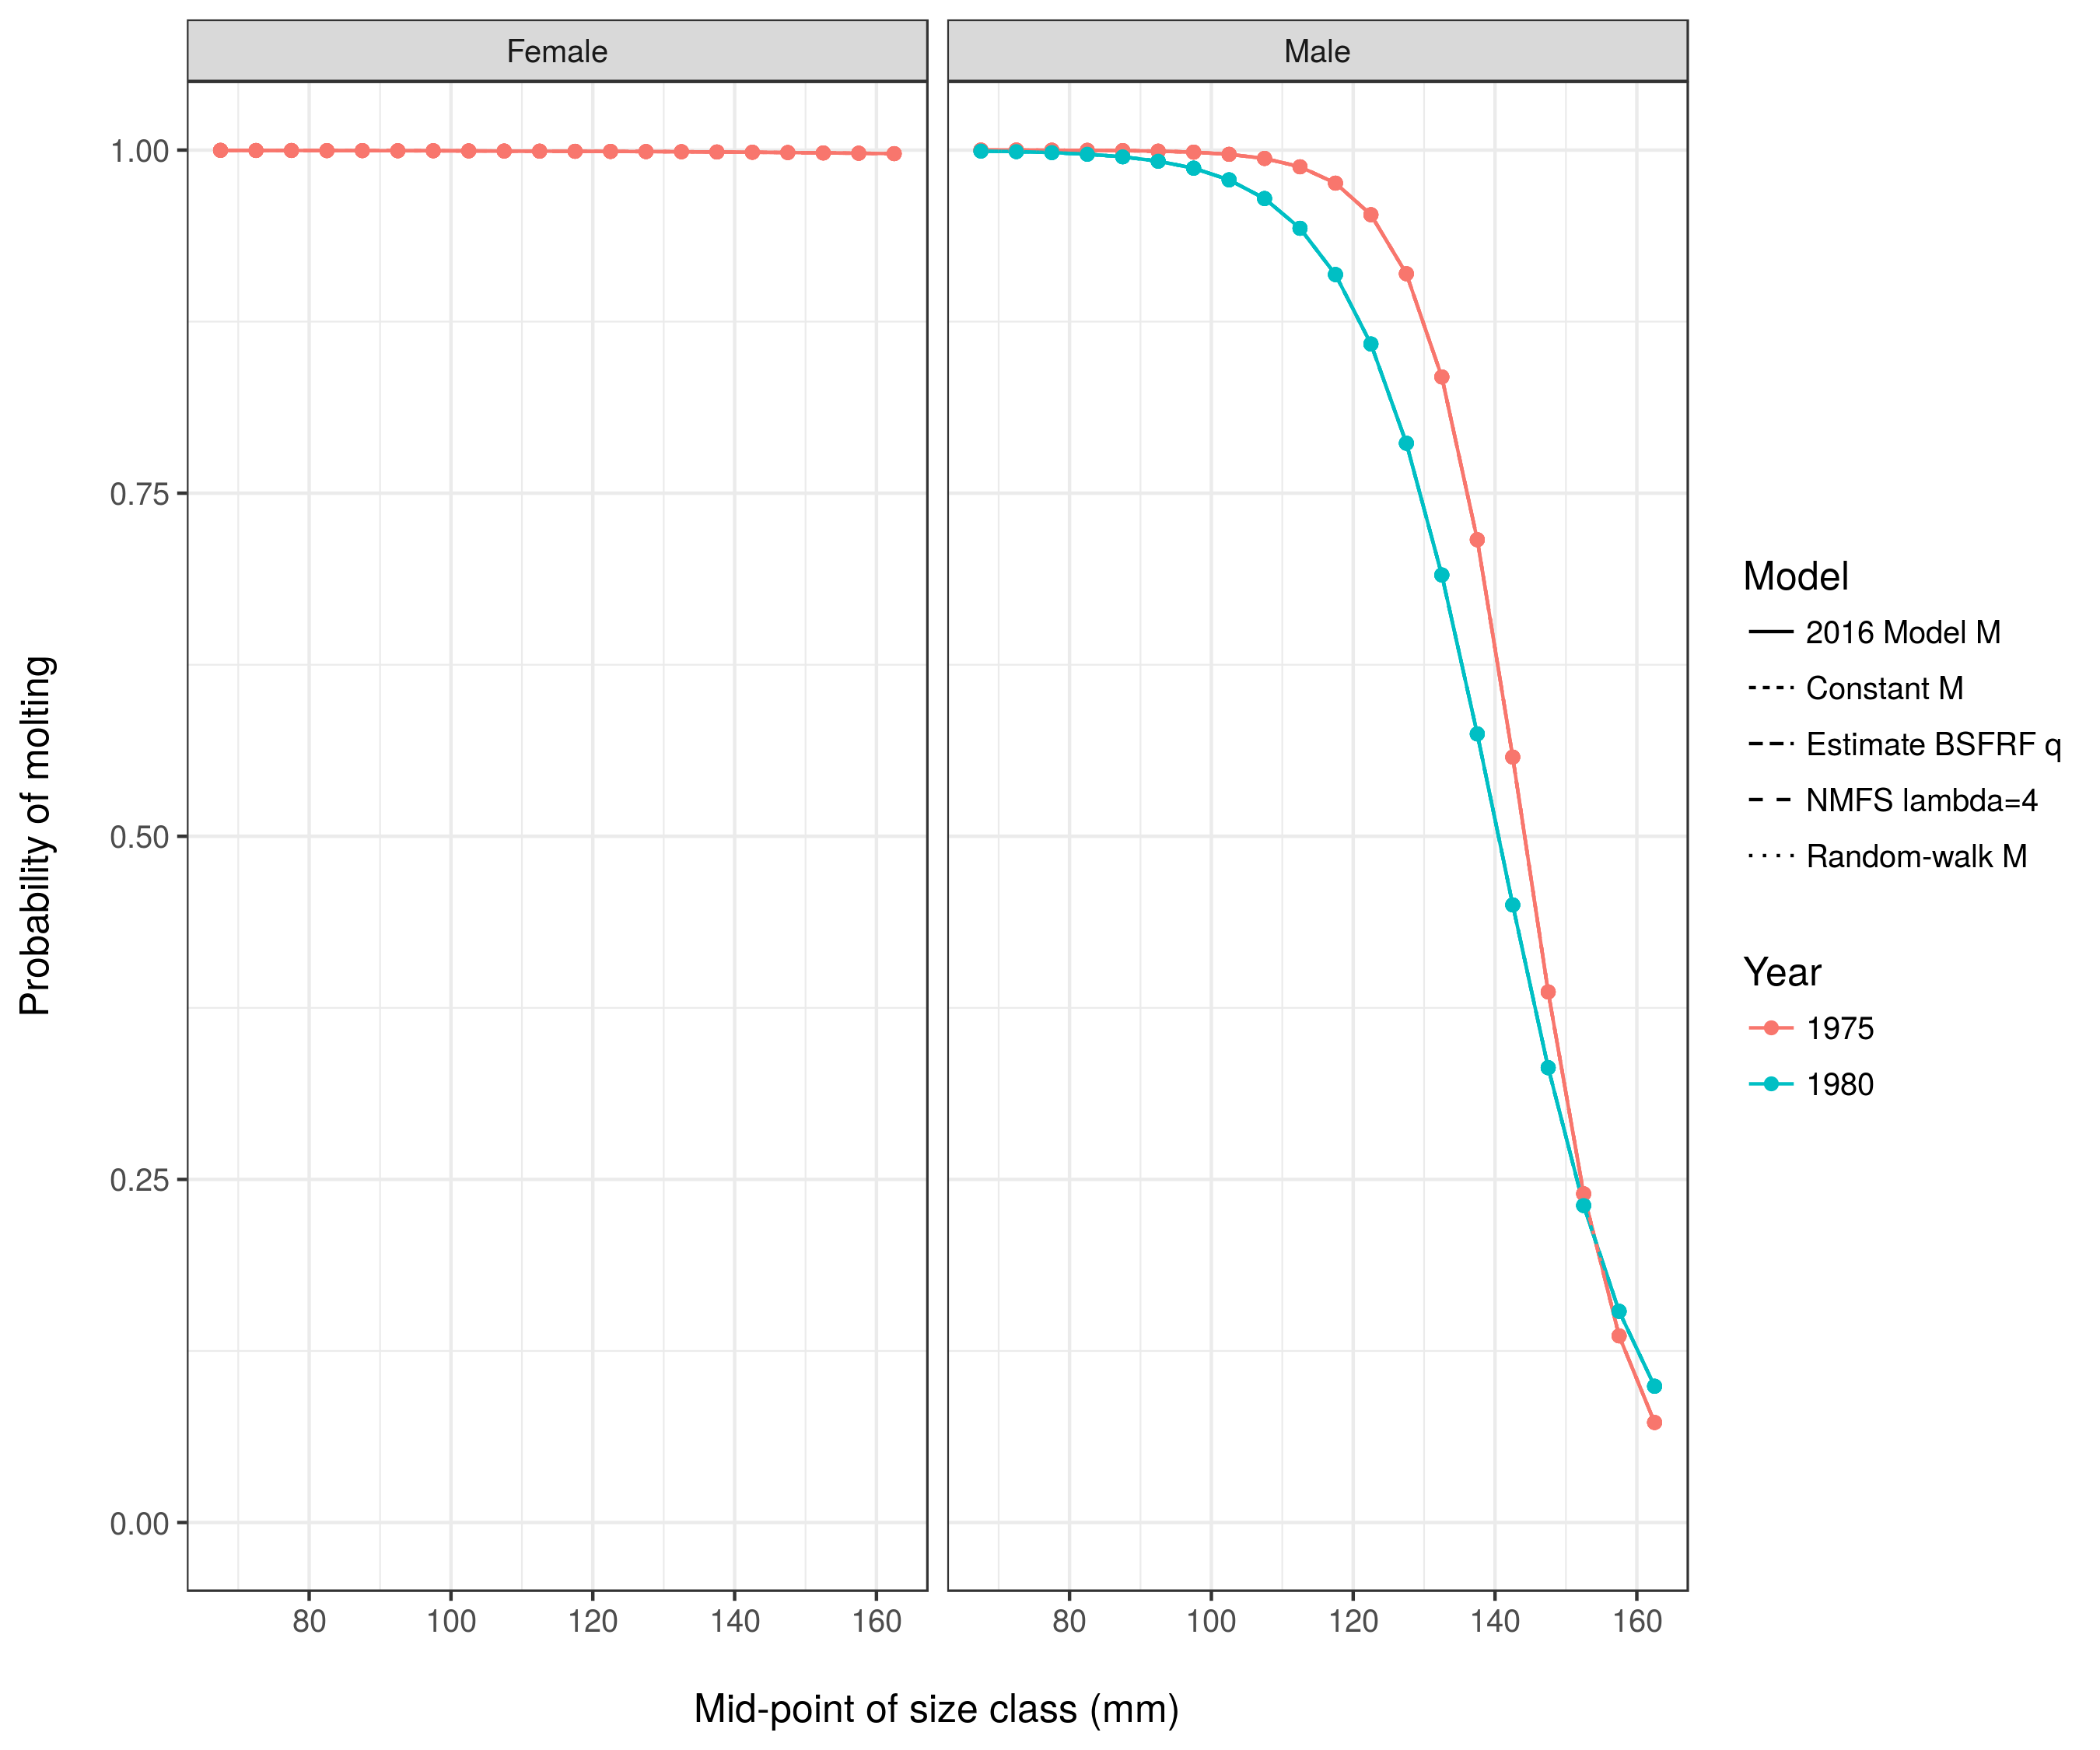 Female
Male
1.00
0.75
0.50
0.25
0.00
Probability of molting
80 100 120 140 160
80 100 120 140 160
Mid-point of size class (mm)
Model
2016 Model M
Constant M
Estimate BSFRF q
NMFS lambda=4
Random-walk M
Year
1975
1980